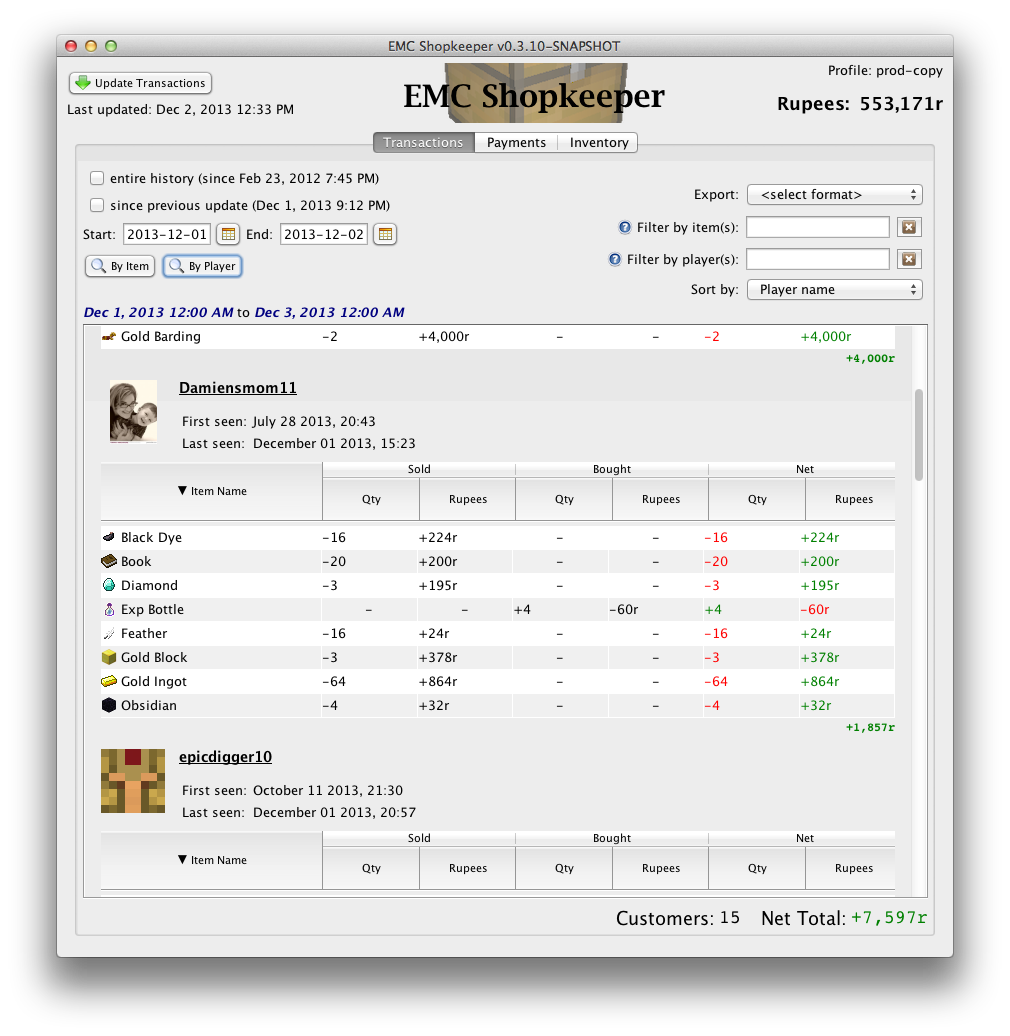 EMC Shopkeeper v0.3.10-SNAPSHOT
Update Transactions
Last updated: Dec 2, 2013 12:33 PM
EMC Shopkeeper
Profile: prod-copy
Rupees: 553,171r
Transactions Payments Inventory
entire history (since Feb 23, 2012 7:45 PM)
since previous update (Dec 1, 2013 9:12 PM)
Start: 2013-12-01 End: 2013-12-02
By Item By Player
Export: <select format>
? Filter by item(s):
? Filter by player(s):
Sort by: Player name
Dec 1, 2013 12:00 AM to Dec 3, 2013 12:00 AM
Gold Barding -2 +4,000r - - -2 +4,000r
+4,000r
Damiensmom11
First seen: July 28 2013, 20:43
Last seen: December 01 2013, 15:23
Sold Bought Net
▼ Item Name Qty Rupees Qty Rupees Qty Rupees
Black Dye -16 +224r - - -16 +224r
Book -20 +200r - - -20 +200r
Diamond -3 +195r - - -3 +195r
Exp Bottle - - +4 -60r +4 -60r
Feather -16 +24r - - -16 +24r
Gold Block -3 +378r - - -3 +378r
Gold Ingot -64 +864r - - -64 +864r
Obsidian -4 +32r - - -4 +32r
+1,857r
epicdigger10
First seen: October 11 2013, 21:30
Last seen: December 01 2013, 20:57
Sold Bought Net
▼ Item Name Qty Rupees Qty Rupees Qty Rupees
Customers: 15 Net Total: +7,597r